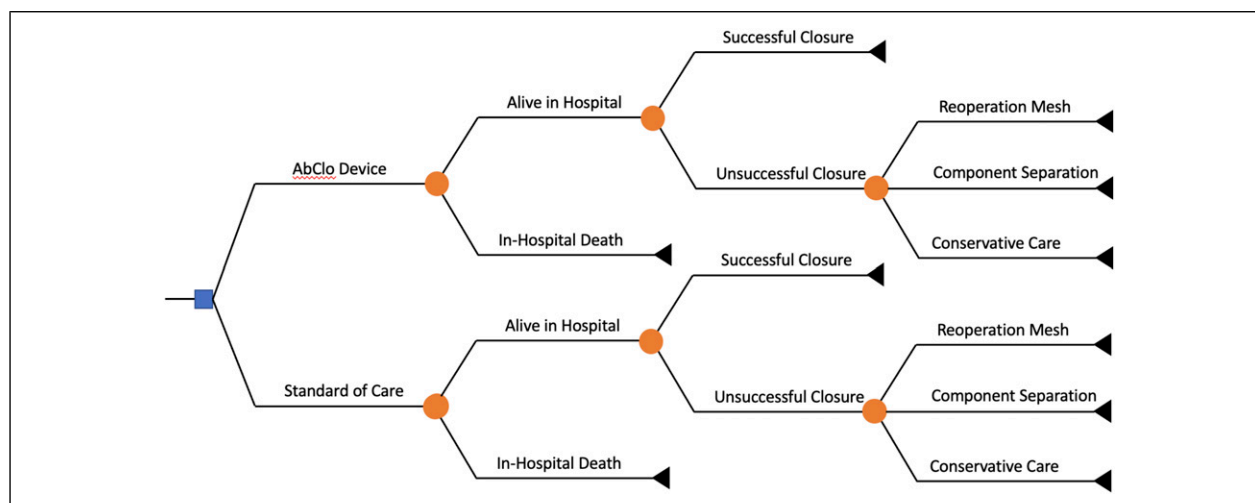 Successful Closure
Alive in Hospital
Reoperation Mesh
AbClo Device
Unsuccessful Closure
Component Separation
In-Hospital Death
Conservative Care
Successful Closure
Alive in Hospital
Reoperation Mesh
Standard of Care
Unsuccessful Closure
Component Separation
In-Hospital Death
Conservative Care